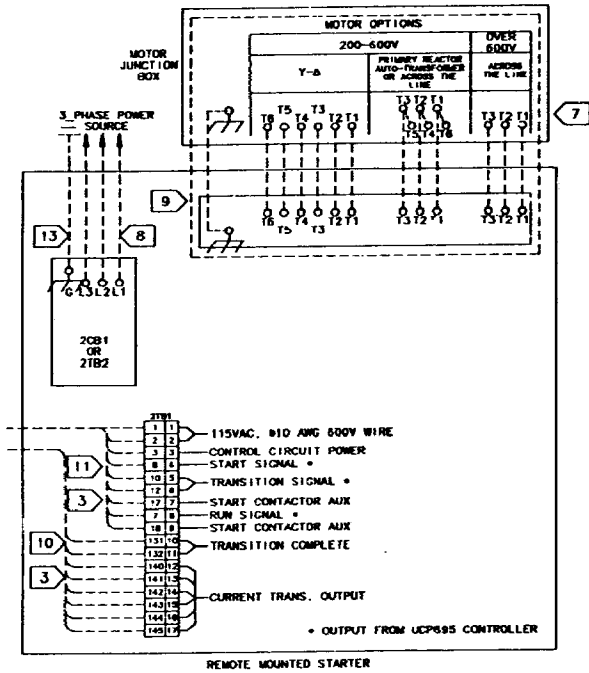 MOTOR OPTIONS
MOTOR JUNCTION BOX
200-600V
OVER 600V
Y-Δ
PRIMARY REACTOR AUTO-TRANSFORMER OR ACROSS THE LINE
ACROSS THE LINE
3 PHASE POWER SOURCE
T6 T5 T4 T3 T2 T1
T3 T2 T1
T5 T4 T6
T3 T2 T1
7
9
T6 T5 T4 T3 T2 T1
T3 T2
T3 T2 T1
13
8
G L3 L2 L1
2CB1
OR
2TB2
2TB1
1 1
2 2
115VAC, #10 AWG 600V WIRE
3 3 CONTROL CIRCUIT POWER
START SIGNAL *
11
10 5
12 6
TRANSITION SIGNAL *
3
17 7 START CONTACTOR AUX
7 8 RUN SIGNAL *
18 9 START CONTACTOR AUX
10
131 10
132 11
TRANSITION COMPLETE
140 12
3
141 13
142 14
CURRENT TRANS. OUTPUT
143 15
144 16
145 17
* OUTPUT FROM UCP695 CONTROLLER
REMOTE MOUNTED STARTER